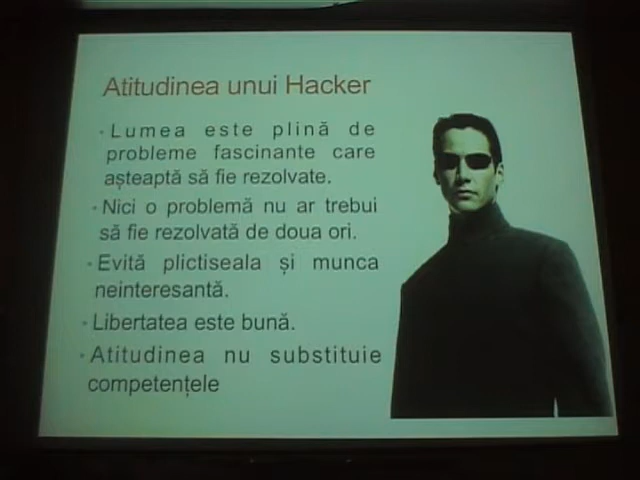 Atitudinea unui Hacker
· Lumea este plină de
probleme fascinante care
așteaptă să fie rezolvate.
· Nici o problemă nu ar trebui
să fie rezolvată de doua ori.
· Evită plictiseala și munca
neinteresantă.
· Libertatea este bună.
· Atitudinea nu substituie
competențele